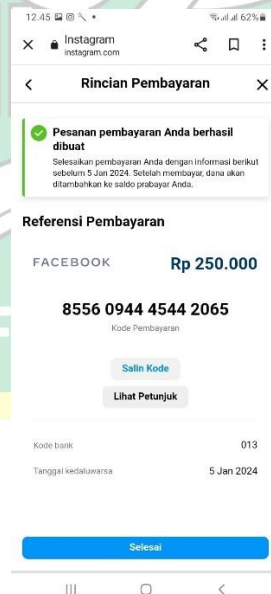 12.45 62%
Instagram
instagram.com
Rincian Pembayaran
Pesanan pembayaran Anda berhasil
dibuat
Selesaikan pembayaran Anda dengan informasi berikut
sebelum 5 Jan 2024. Setelah membayar, dana akan
ditambahkan ke saldo prabayar Anda.
Referensi Pembayaran
FACEBOOK Rp 250.000
8556 0944 4544 2065
Kode Pembayaran
Salin Kode
Lihat Petunjuk
Kode bank 013
Tanggal kedaluwarsa 5 Jan 2024
Selesai